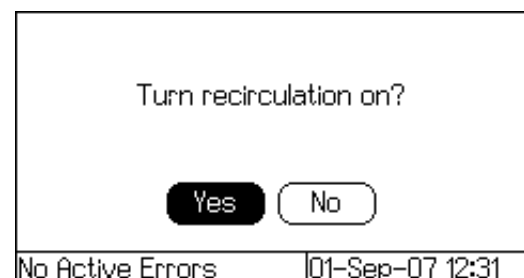 Turn recirculation on?
Yes No
No Active Errors 01-Sep-07 12:31